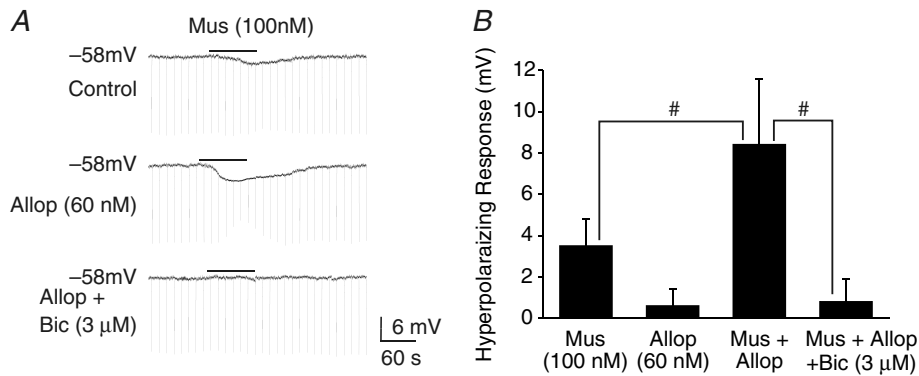 A
Mus (100nM)
–58mV
Control
–58mV
Allop (60 nM)
–58mV
Allop +
Bic (3 μM)
6 mV
60 s
B
Hyperpolaraizing Response (mV)
12
10
8
6
4
2
0
#
#
Mus
(100 nM)
Allop
(60 nM)
Mus +
Allop
Mus + Allop
+Bic (3 μM)